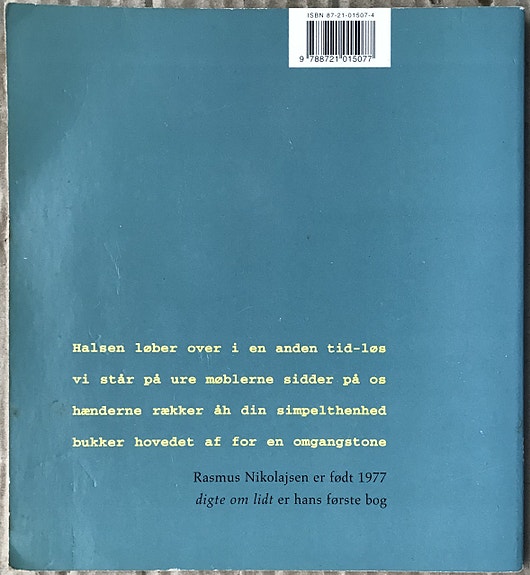 ISBN 87-21-01507-4
9 788721 015077
Halsen løber over i en anden tid-løs
vi står på ure møblerne sidder på os
hænderne rækker åh din simpelthenhed
bukker hovedet af for en omgangstone
Rasmus Nikolajsen er født 1977
digte om lidt er hans første bog